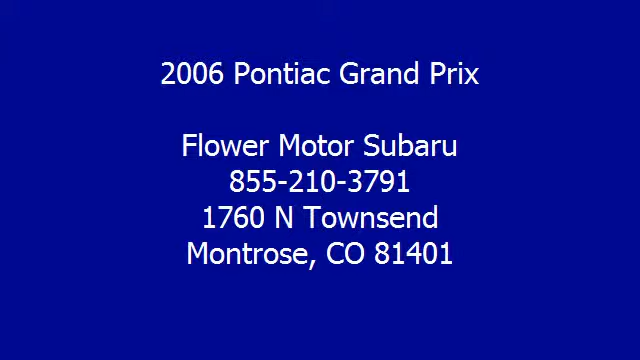 2006 Pontiac Grand Prix
Flower Motor Subaru
855-210-3791
1760 N Townsend
Montrose, CO 81401